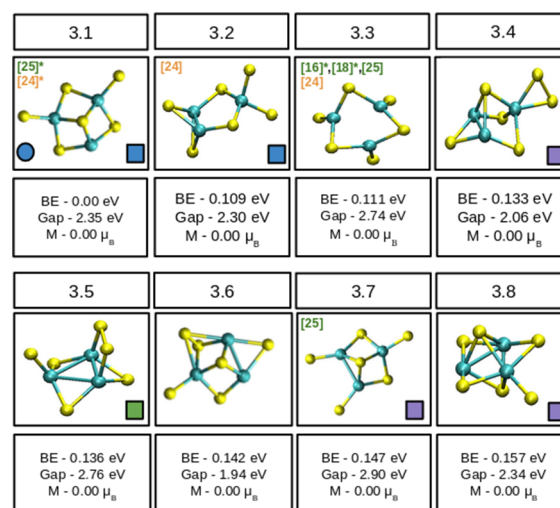 3.1
3.2
3.3
3.4
[25]*
[24]*
[24]
[16]*,[18]*,[25]
[24]
BE - 0.00 eV
Gap - 2.35 eV
M - 0.00 μB
BE - 0.109 eV
Gap - 2.30 eV
M - 0.00 μB
BE - 0.111 eV
Gap - 2.74 eV
M - 0.00 μB
BE - 0.133 eV
Gap - 2.06 eV
M - 0.00 μB
3.5
3.6
3.7
3.8
[25]
BE - 0.136 eV
Gap - 2.76 eV
M - 0.00 μB
BE - 0.142 eV
Gap - 1.94 eV
M - 0.00 μB
BE - 0.147 eV
Gap - 2.90 eV
M - 0.00 μB
BE - 0.157 eV
Gap - 2.34 eV
M - 0.00 μB